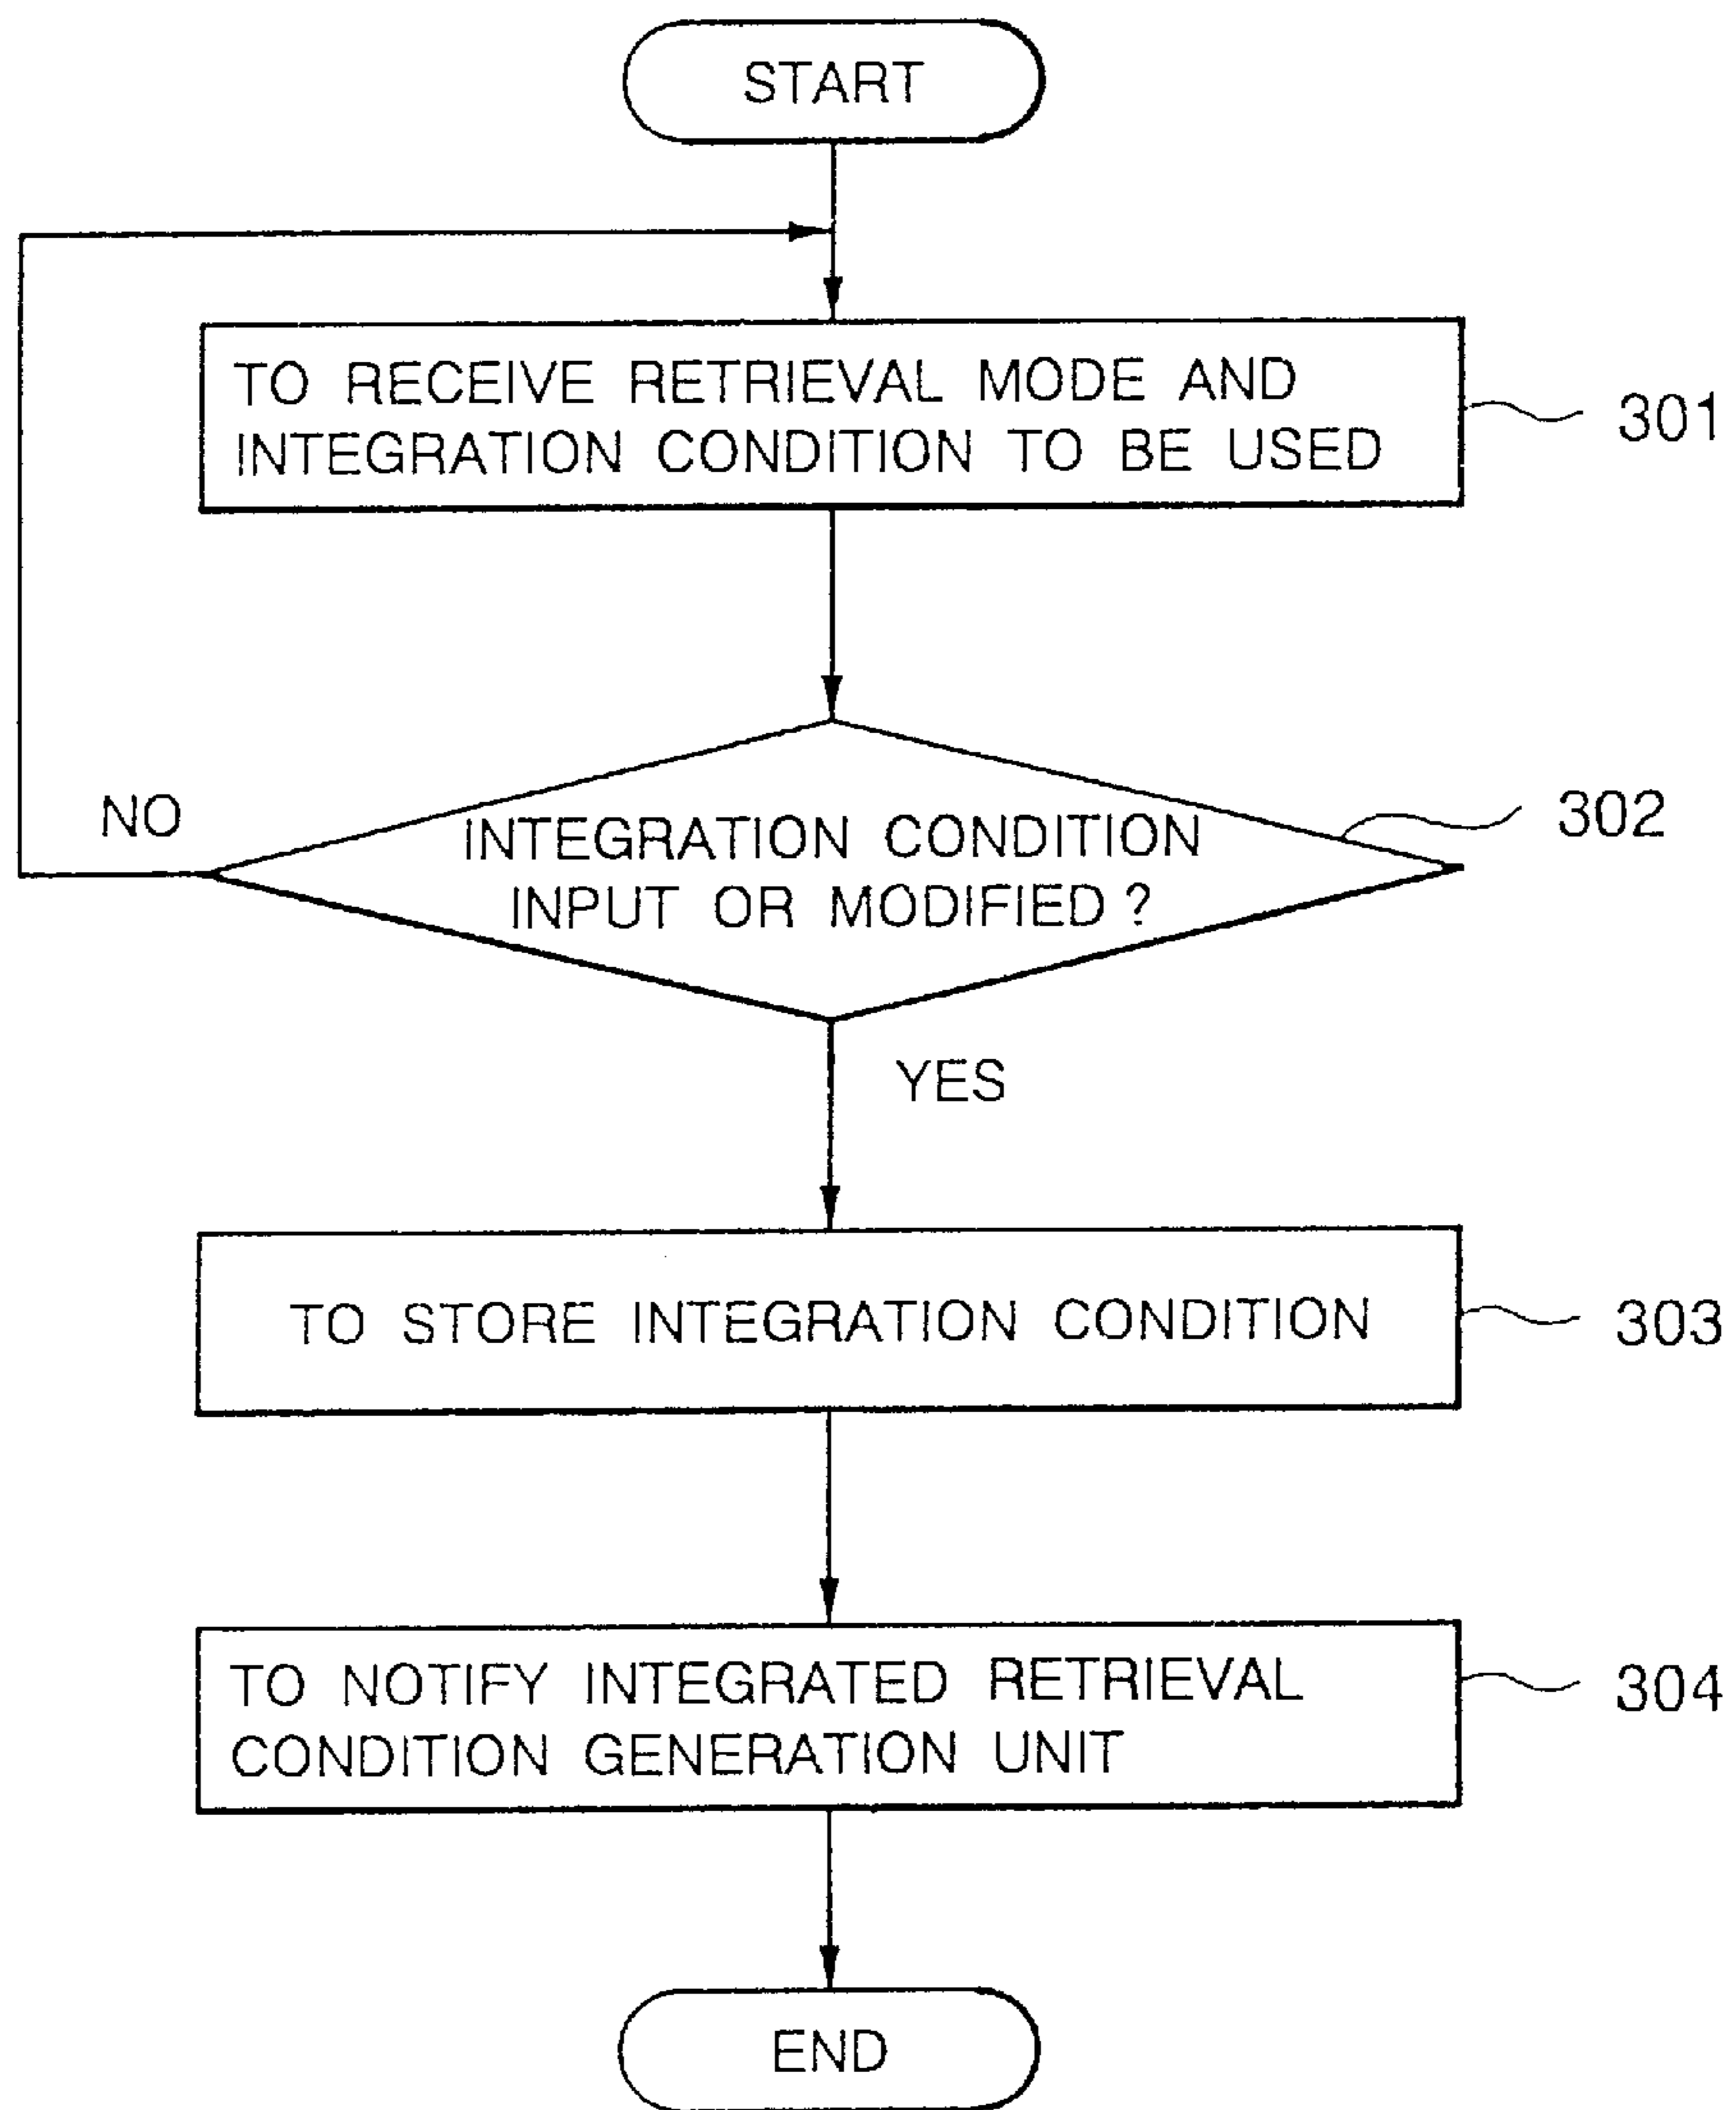 START
TO RECEIVE RETRIEVAL MODE AND
INTEGRATION CONDITION TO BE USED
301
NO
INTEGRATION CONDITION
INPUT OR MODIFIED ?
302
YES
TO STORE INTEGRATION CONDITION
303
TO NOTIFY INTEGRATED RETRIEVAL
CONDITION GENERATION UNIT
304
END